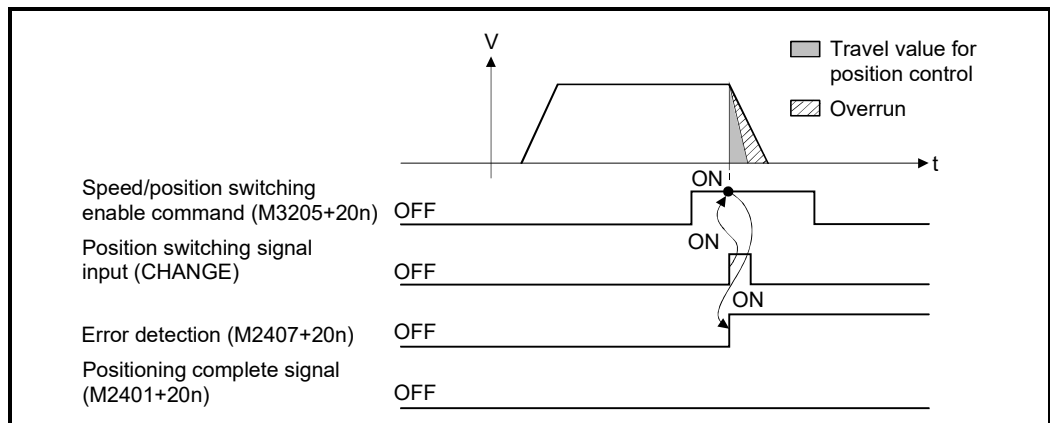 V
Travel value for
position control
Overrun
t
ON
Speed/position switching
enable command (M3205+20n)
OFF
ON
Position switching signal
input (CHANGE)
OFF
ON
Error detection (M2407+20n)
OFF
Positioning complete signal
(M2401+20n)
OFF